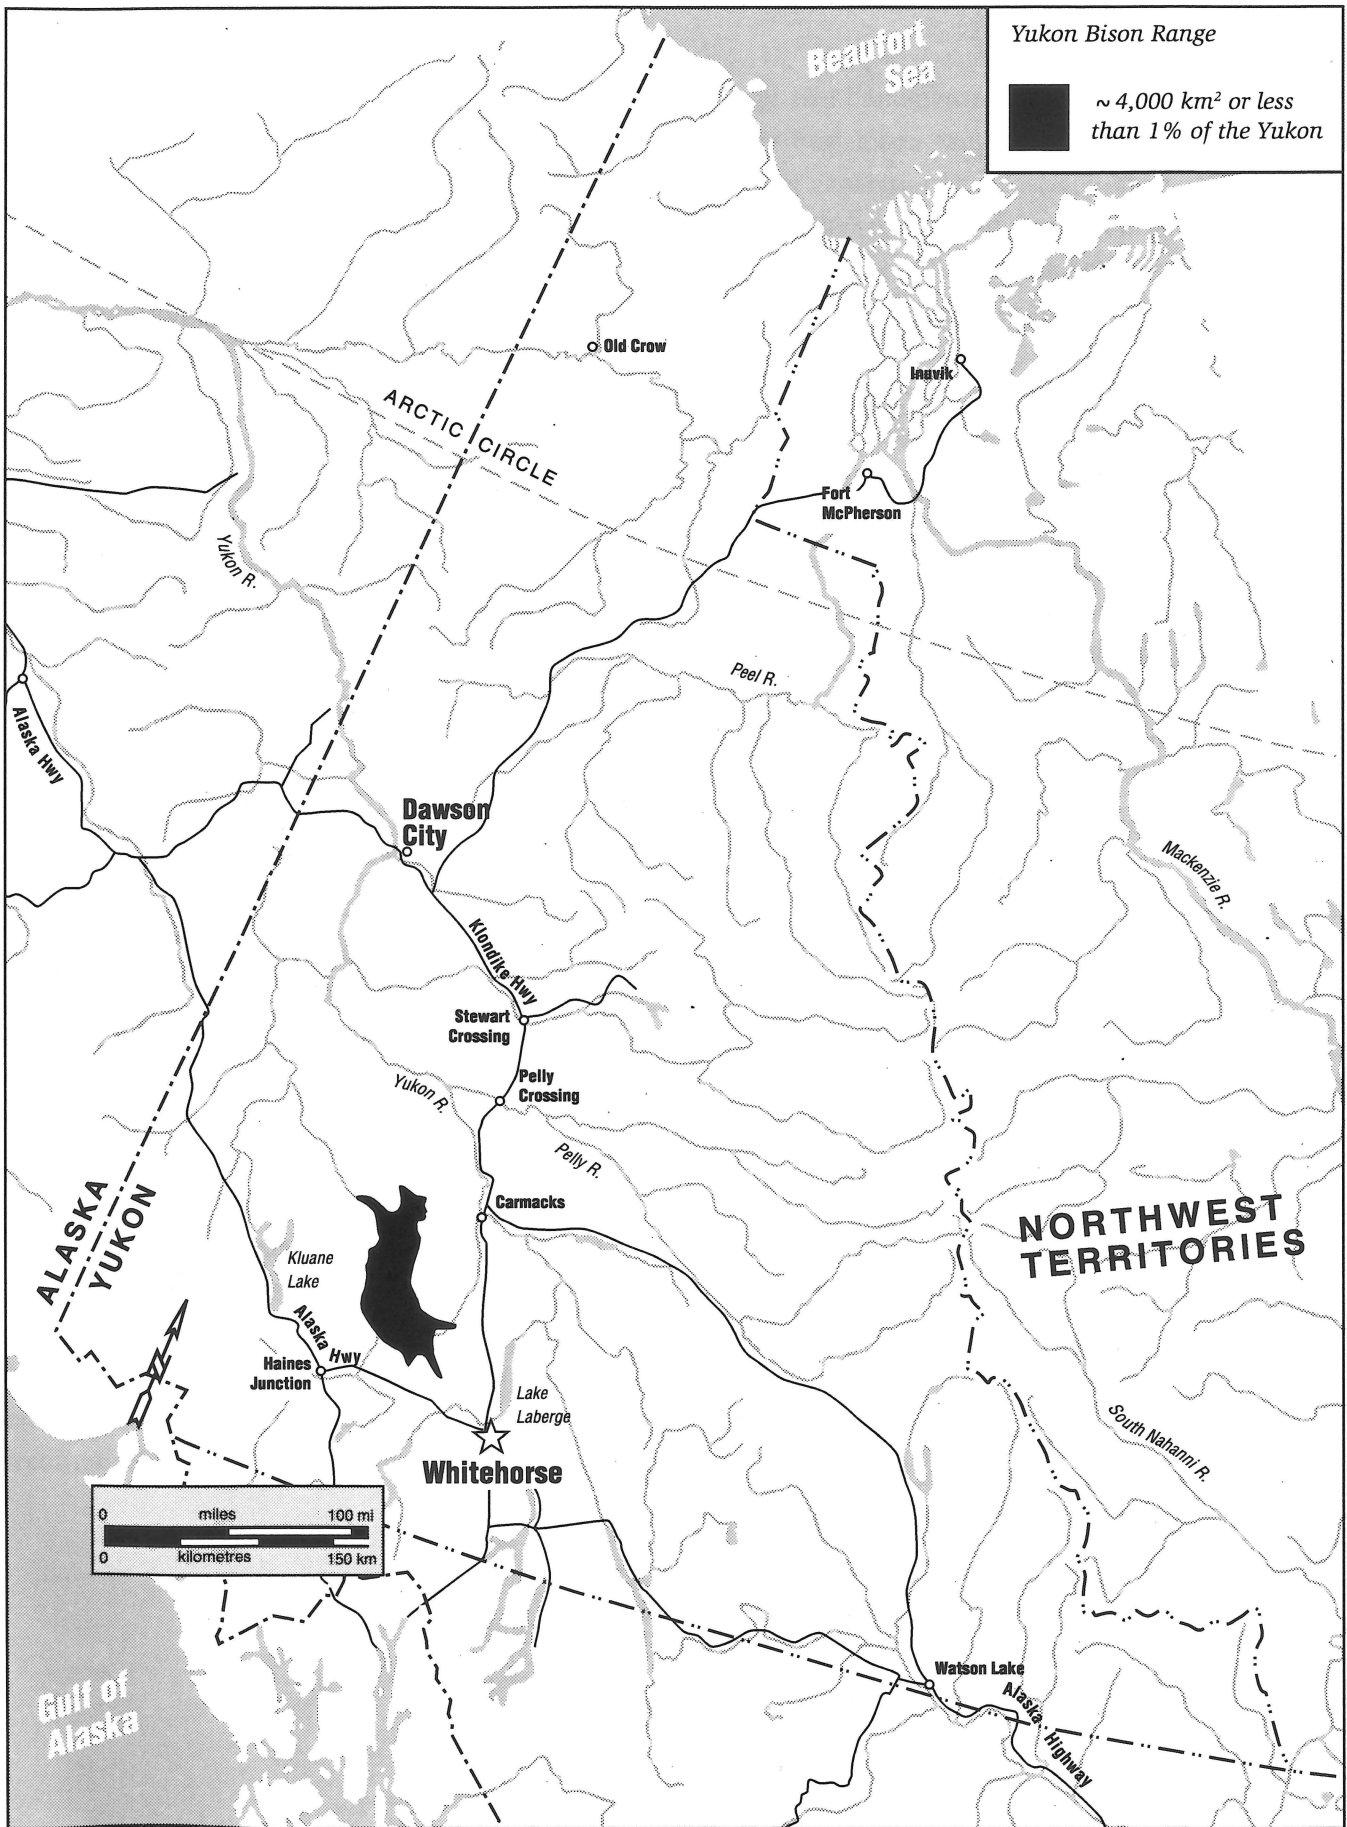 Beaufort
Sea
Yukon Bison Range
~ 4,000 km² or less
than 1% of the Yukon
Old Crow
Inuvik
ARCTIC CIRCLE
Fort
McPherson
Yukon R.
Peel R.
Alaska Hwy
Dawson
City
Mackenzie R.
Klondike Hwy
Stewart
Crossing
Pelly
Crossing
Yukon R.
Pelly R.
Carmacks
ALASKA
YUKON
NORTHWEST
TERRITORIES
Kluane
Lake
Alaska
Hwy
Haines
Junction
Lake
Laberge
South Nahanni R.
Whitehorse
0 miles 100 mi
0 kilometres 150 km
Watson Lake
Alaska
Highway
Gulf of
Alaska